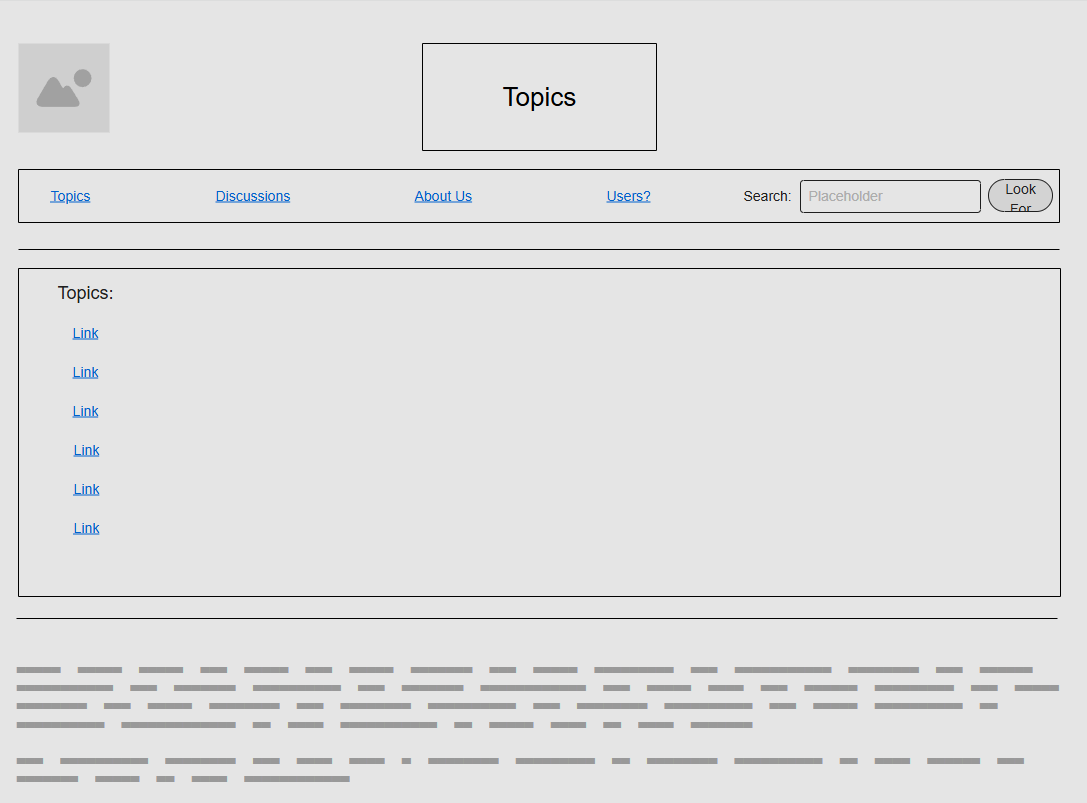 Topics
Topics Discussions About Us Users? Search: Placeholder Look For
Topics:
Link
Link
Link
Link
Link
Link